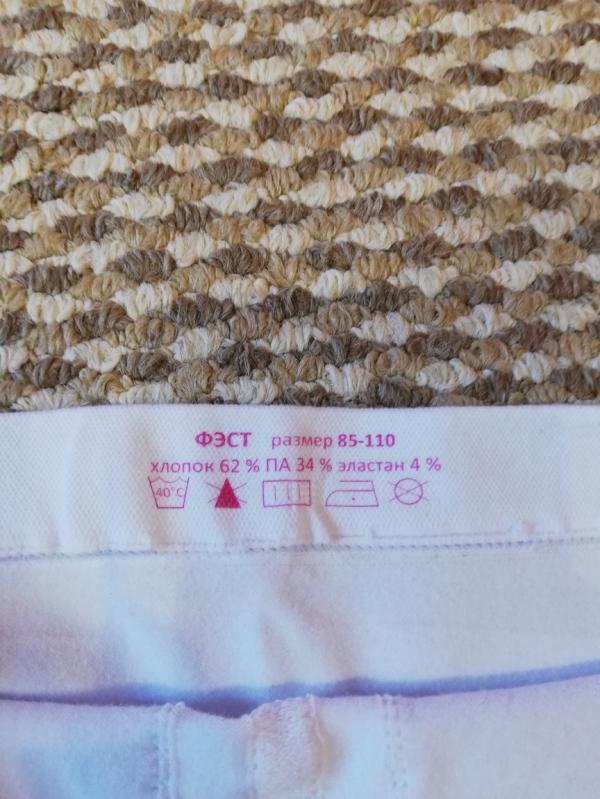 ФЭСТ размер 85-110
хлопок 62 % ПА 34 % эластан 4 %
40°C